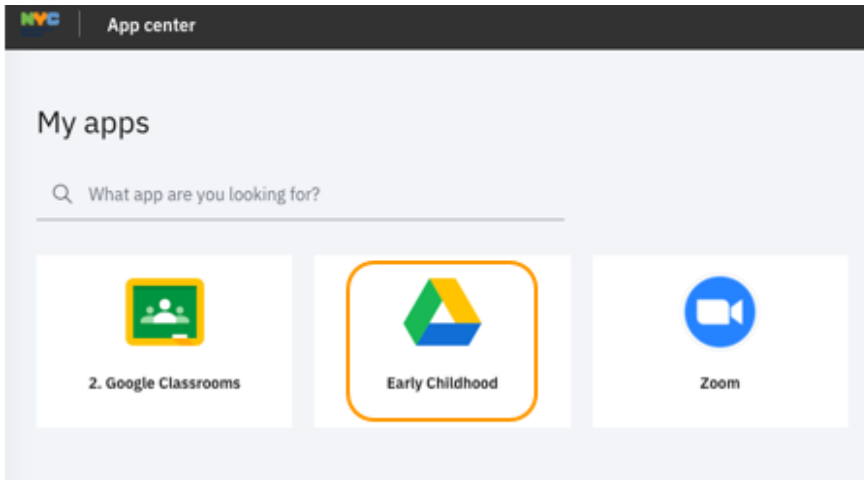 NYC
App center
My apps
What app are you looking for?
2. Google Classrooms
Early Childhood
Zoom